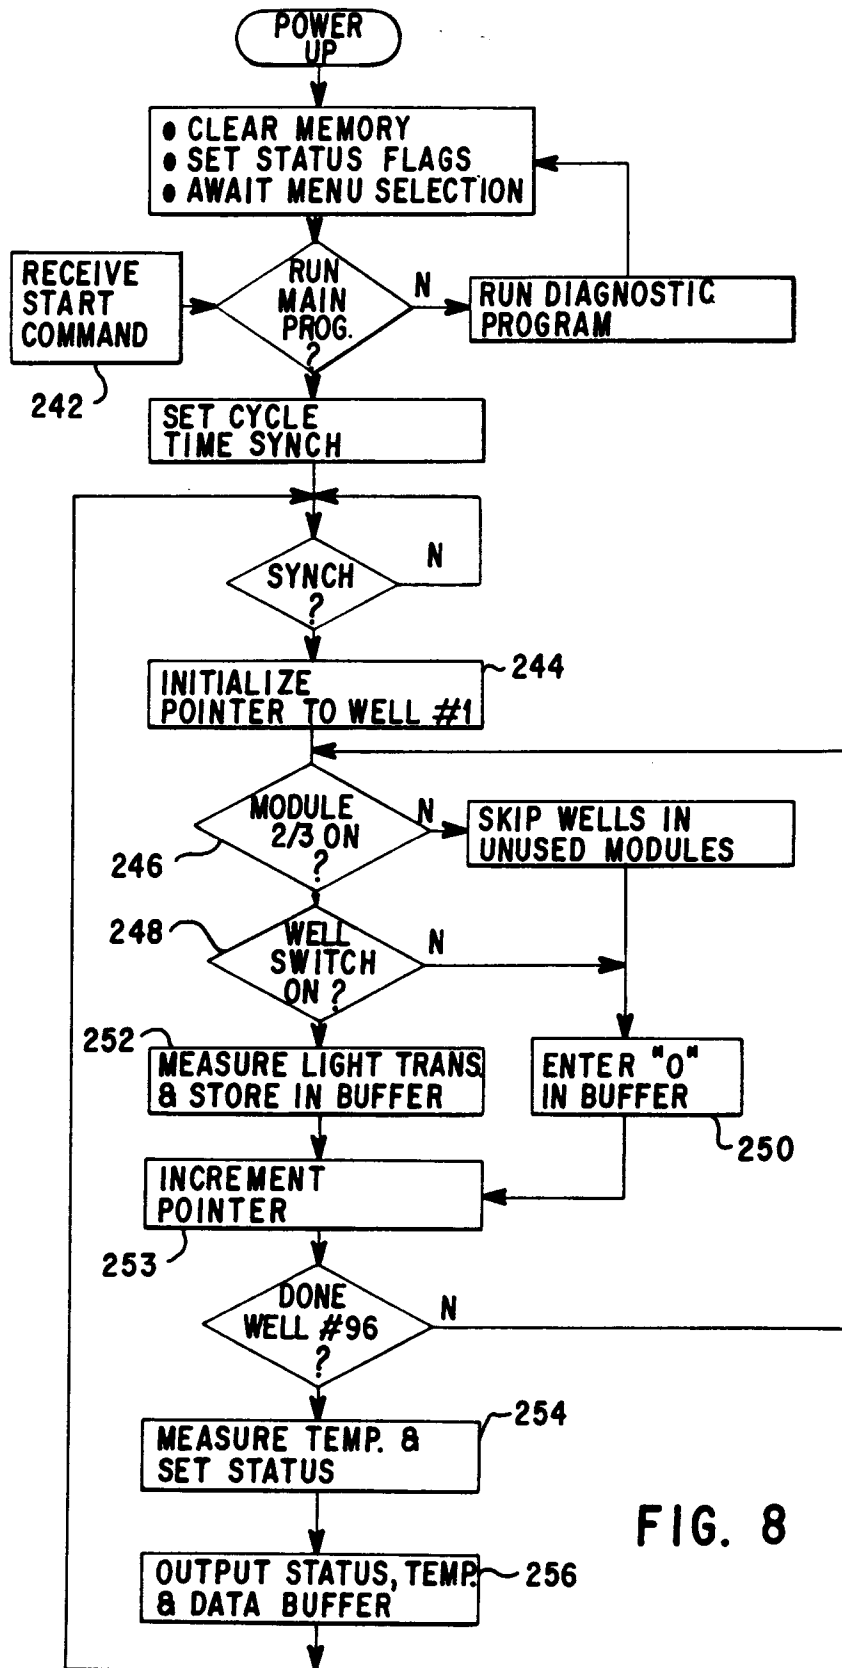 POWER
UP
• CLEAR MEMORY
• SET STATUS FLAGS
• AWAIT MENU SELECTION
RECEIVE
START
COMMAND
242
RUN
MAIN
PROG.
?
N
RUN DIAGNOSTIC
PROGRAM
SET CYCLE
TIME SYNCH
SYNCH
?
N
INITIALIZE
POINTER TO WELL #1
244
MODULE
2/3 ON
?
246
N
SKIP WELLS IN
UNUSED MODULES
WELL
SWITCH
ON ?
248
N
252
MEASURE LIGHT TRANS.
& STORE IN BUFFER
ENTER "0"
IN BUFFER
250
INCREMENT
POINTER
253
DONE
WELL #96
?
N
MEASURE TEMP. &
SET STATUS
254
OUTPUT STATUS, TEMP.
& DATA BUFFER
256
FIG. 8